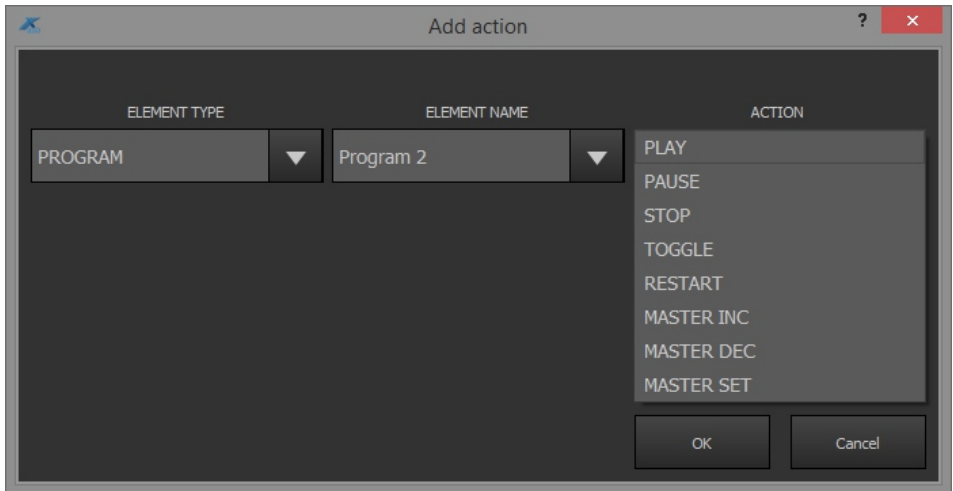 Add action
?
ELEMENT TYPE ELEMENT NAME ACTION
PROGRAM Program 2 PLAY
PAUSE
STOP
TOGGLE
RESTART
MASTER INC
MASTER DEC
MASTER SET
OK Cancel